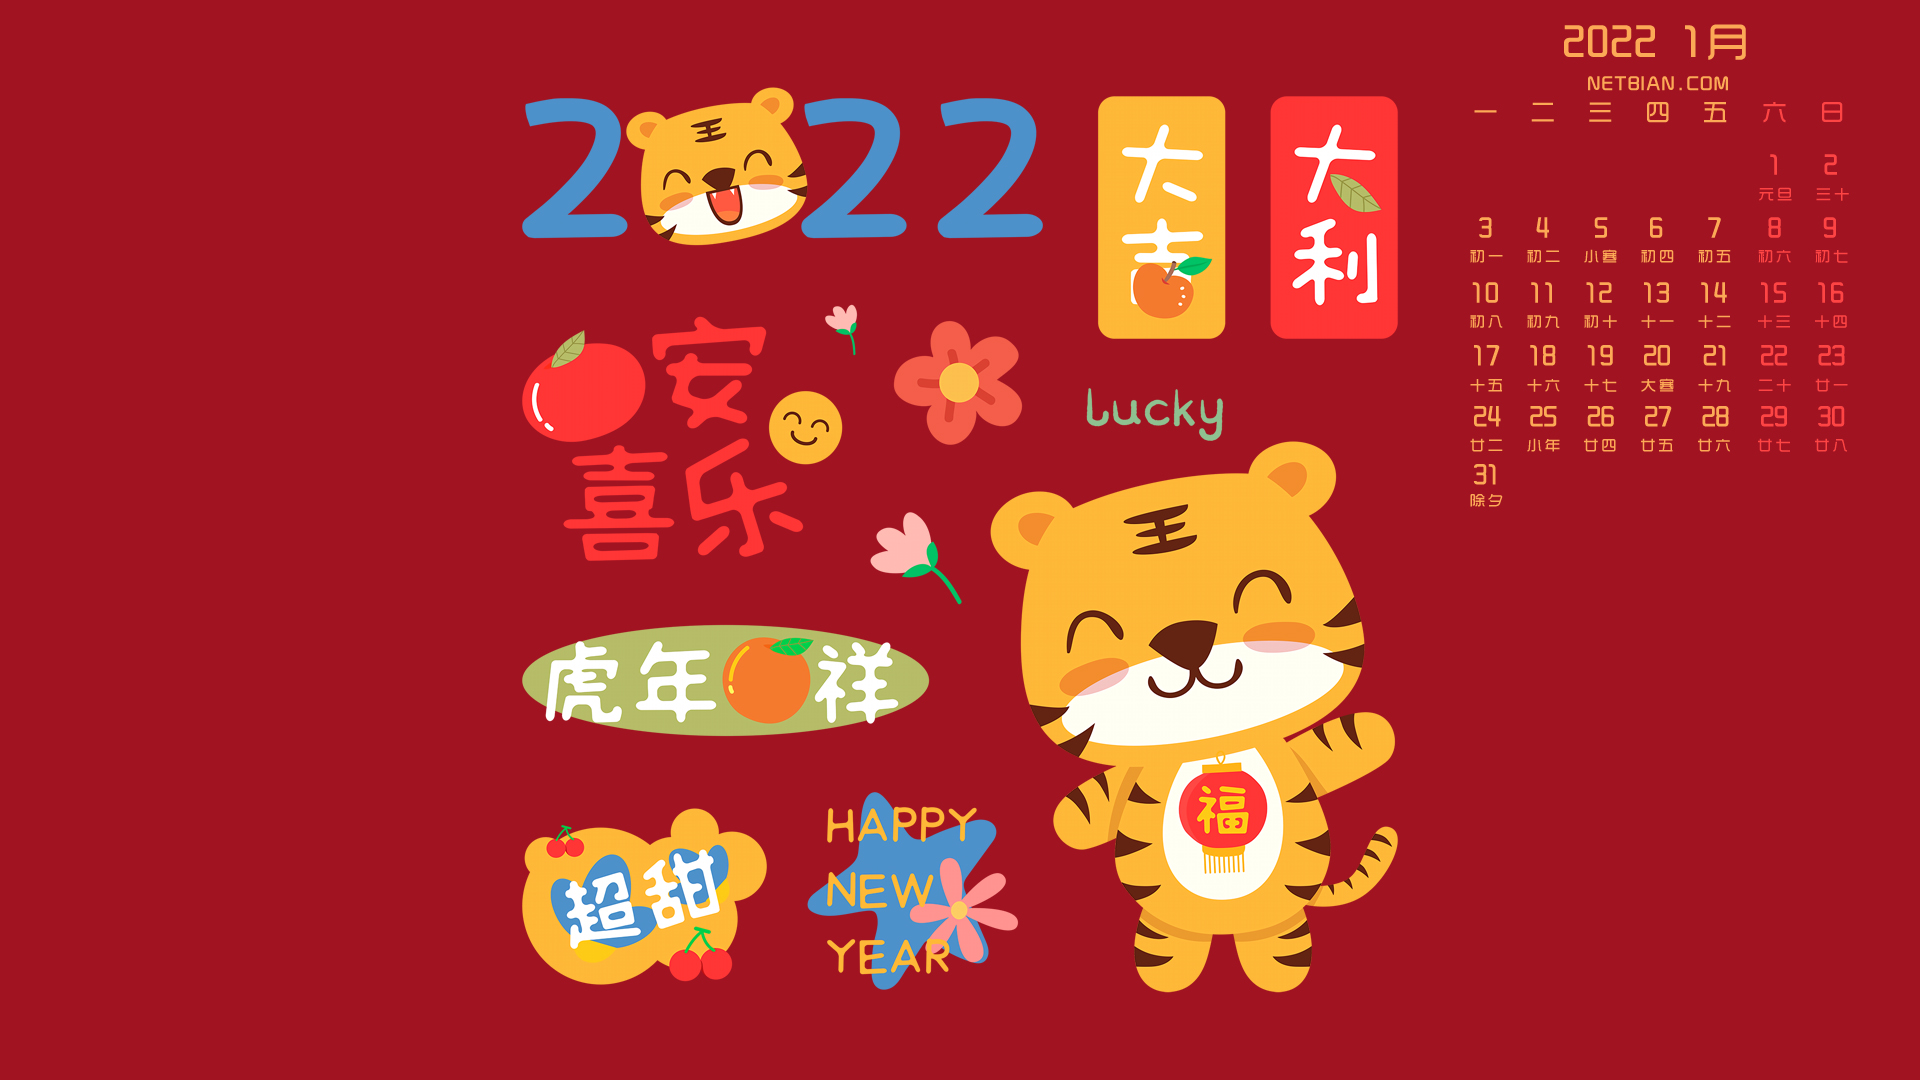 2022 1月
NETBIAN.COM
一 二 三 四 五 六 日
1 2
元旦 三十
3 4 5 6 7 8 9
初一 初二 小寒 初四 初五 初六 初七
10 11 12 13 14 15 16
初八 初九 初十 十一 十二 十三 十四
17 18 19 20 21 22 23
十五 十六 十七 大寒 十九 二十 廿一
24 25 26 27 28 29 30
廿二 小年 廿四 廿五 廿六 廿七 廿八
31
除夕
2022
大吉
大利
安
喜乐
Lucky
王
王
虎年祥
福
超甜
HAPPY
NEW
YEAR